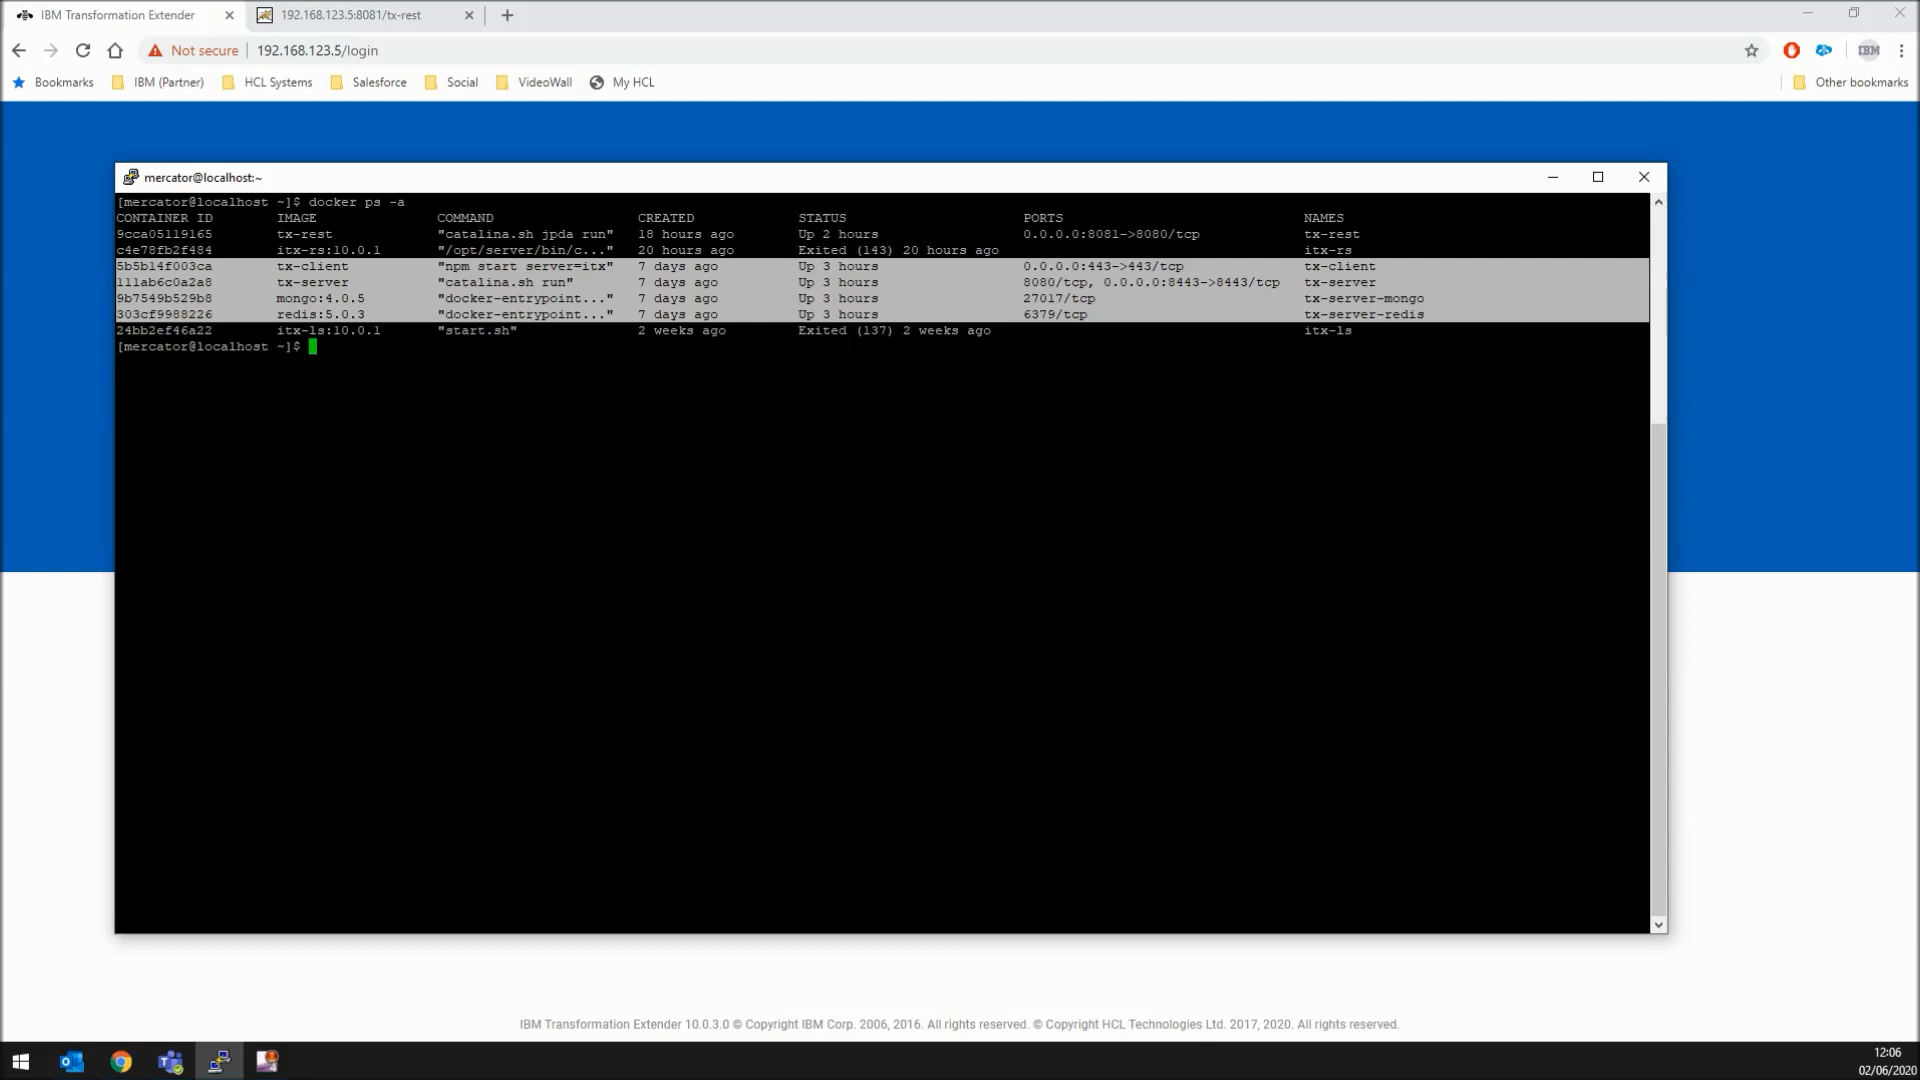 IBM Transformation Extender
192.168.123.5:8081/tx-rest
Not secure
192.168.123.5/login
IBM
Bookmarks
IBM (Partner)
HCL Systems
Salesforce
Social
VideoWall
My HCL
Other bookmarks
mercator@localhost:~
[mercator@localhost ~]$ docker ps -a
CONTAINER ID IMAGE COMMAND CREATED STATUS PORTS NAMES
9cca05119165 tx-rest "catalina.sh jpda run" 18 hours ago Up 2 hours 0.0.0.0:8081->8080/tcp tx-rest
c4e78fb2f484 itx-rs:10.0.1 "/opt/server/bin/c..." 20 hours ago Exited (143) 20 hours ago itx-rs
5b5b14f003ca tx-client "npm start server=itx" 7 days ago Up 3 hours 0.0.0.0:443->443/tcp tx-client
111ab6c0a2a8 tx-server "catalina.sh run" 7 days ago Up 3 hours 8080/tcp, 0.0.0.0:8443->8443/tcp tx-server
9b7549b529b8 mongo:4.0.5 "docker-entrypoint..." 7 days ago Up 3 hours 27017/tcp tx-server-mongo
303cf9988226 redis:5.0.3 "docker-entrypoint..." 7 days ago Up 3 hours 6379/tcp tx-server-redis
24bb2ef46a22 itx-ls:10.0.1 "start.sh" 2 weeks ago Exited (137) 2 weeks ago itx-ls
[mercator@localhost ~]$
IBM Transformation Extender 10.0.3.0 © Copyright IBM Corp. 2006, 2016. All rights reserved. © Copyright HCL Technologies Ltd. 2017, 2020. All rights reserved.
12:06
02/06/2020